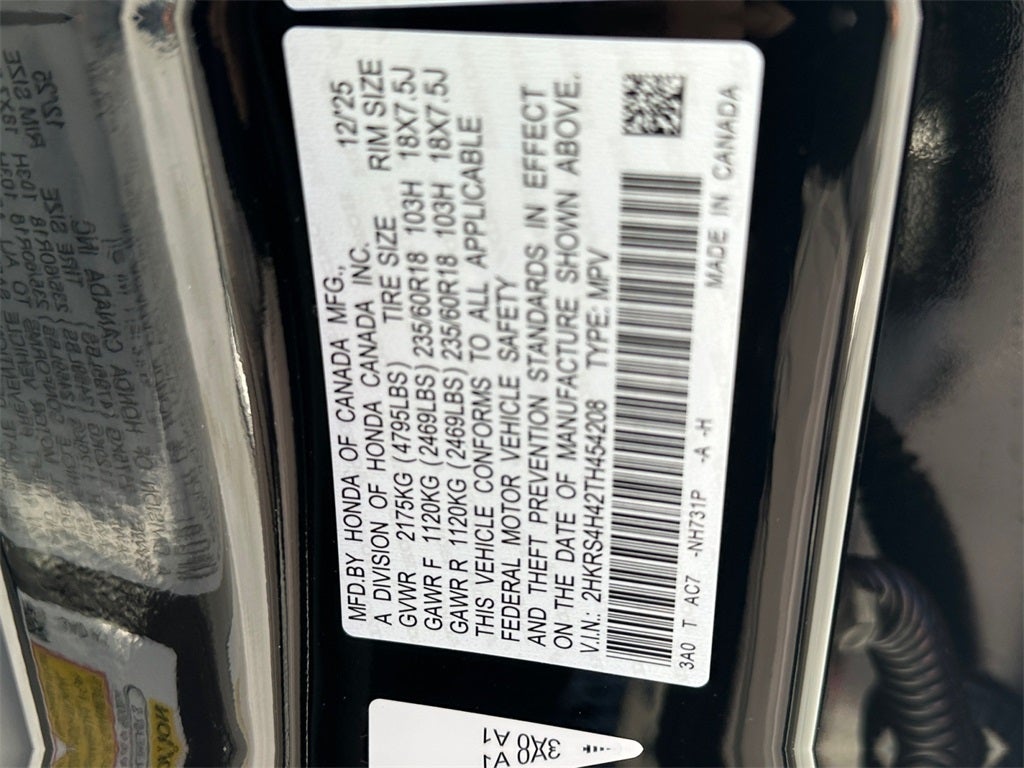 MFD.BY HONDA OF CANADA MFG., 12/'25
A DIVISION OF HONDA CANADA INC.
TIRE SIZE RIM SIZE
GVWR 2175KG (4795LBS)
GAWR F 1120KG (2469LBS) 235/60R18 103H 18X7.5J
GAWR R 1120KG (2469LBS) 235/60R18 103H 18X7.5J
THIS VEHICLE CONFORMS TO ALL APPLICABLE
FEDERAL MOTOR VEHICLE SAFETY
AND THEFT PREVENTION STANDARDS IN EFFECT
ON THE DATE OF MANUFACTURE SHOWN ABOVE.
V.I.N.: 2HKRS4H42TH454208 TYPE: MPV
3A0 T AC7 -NH731P -A -H MADE IN CANADA
3A0
A1